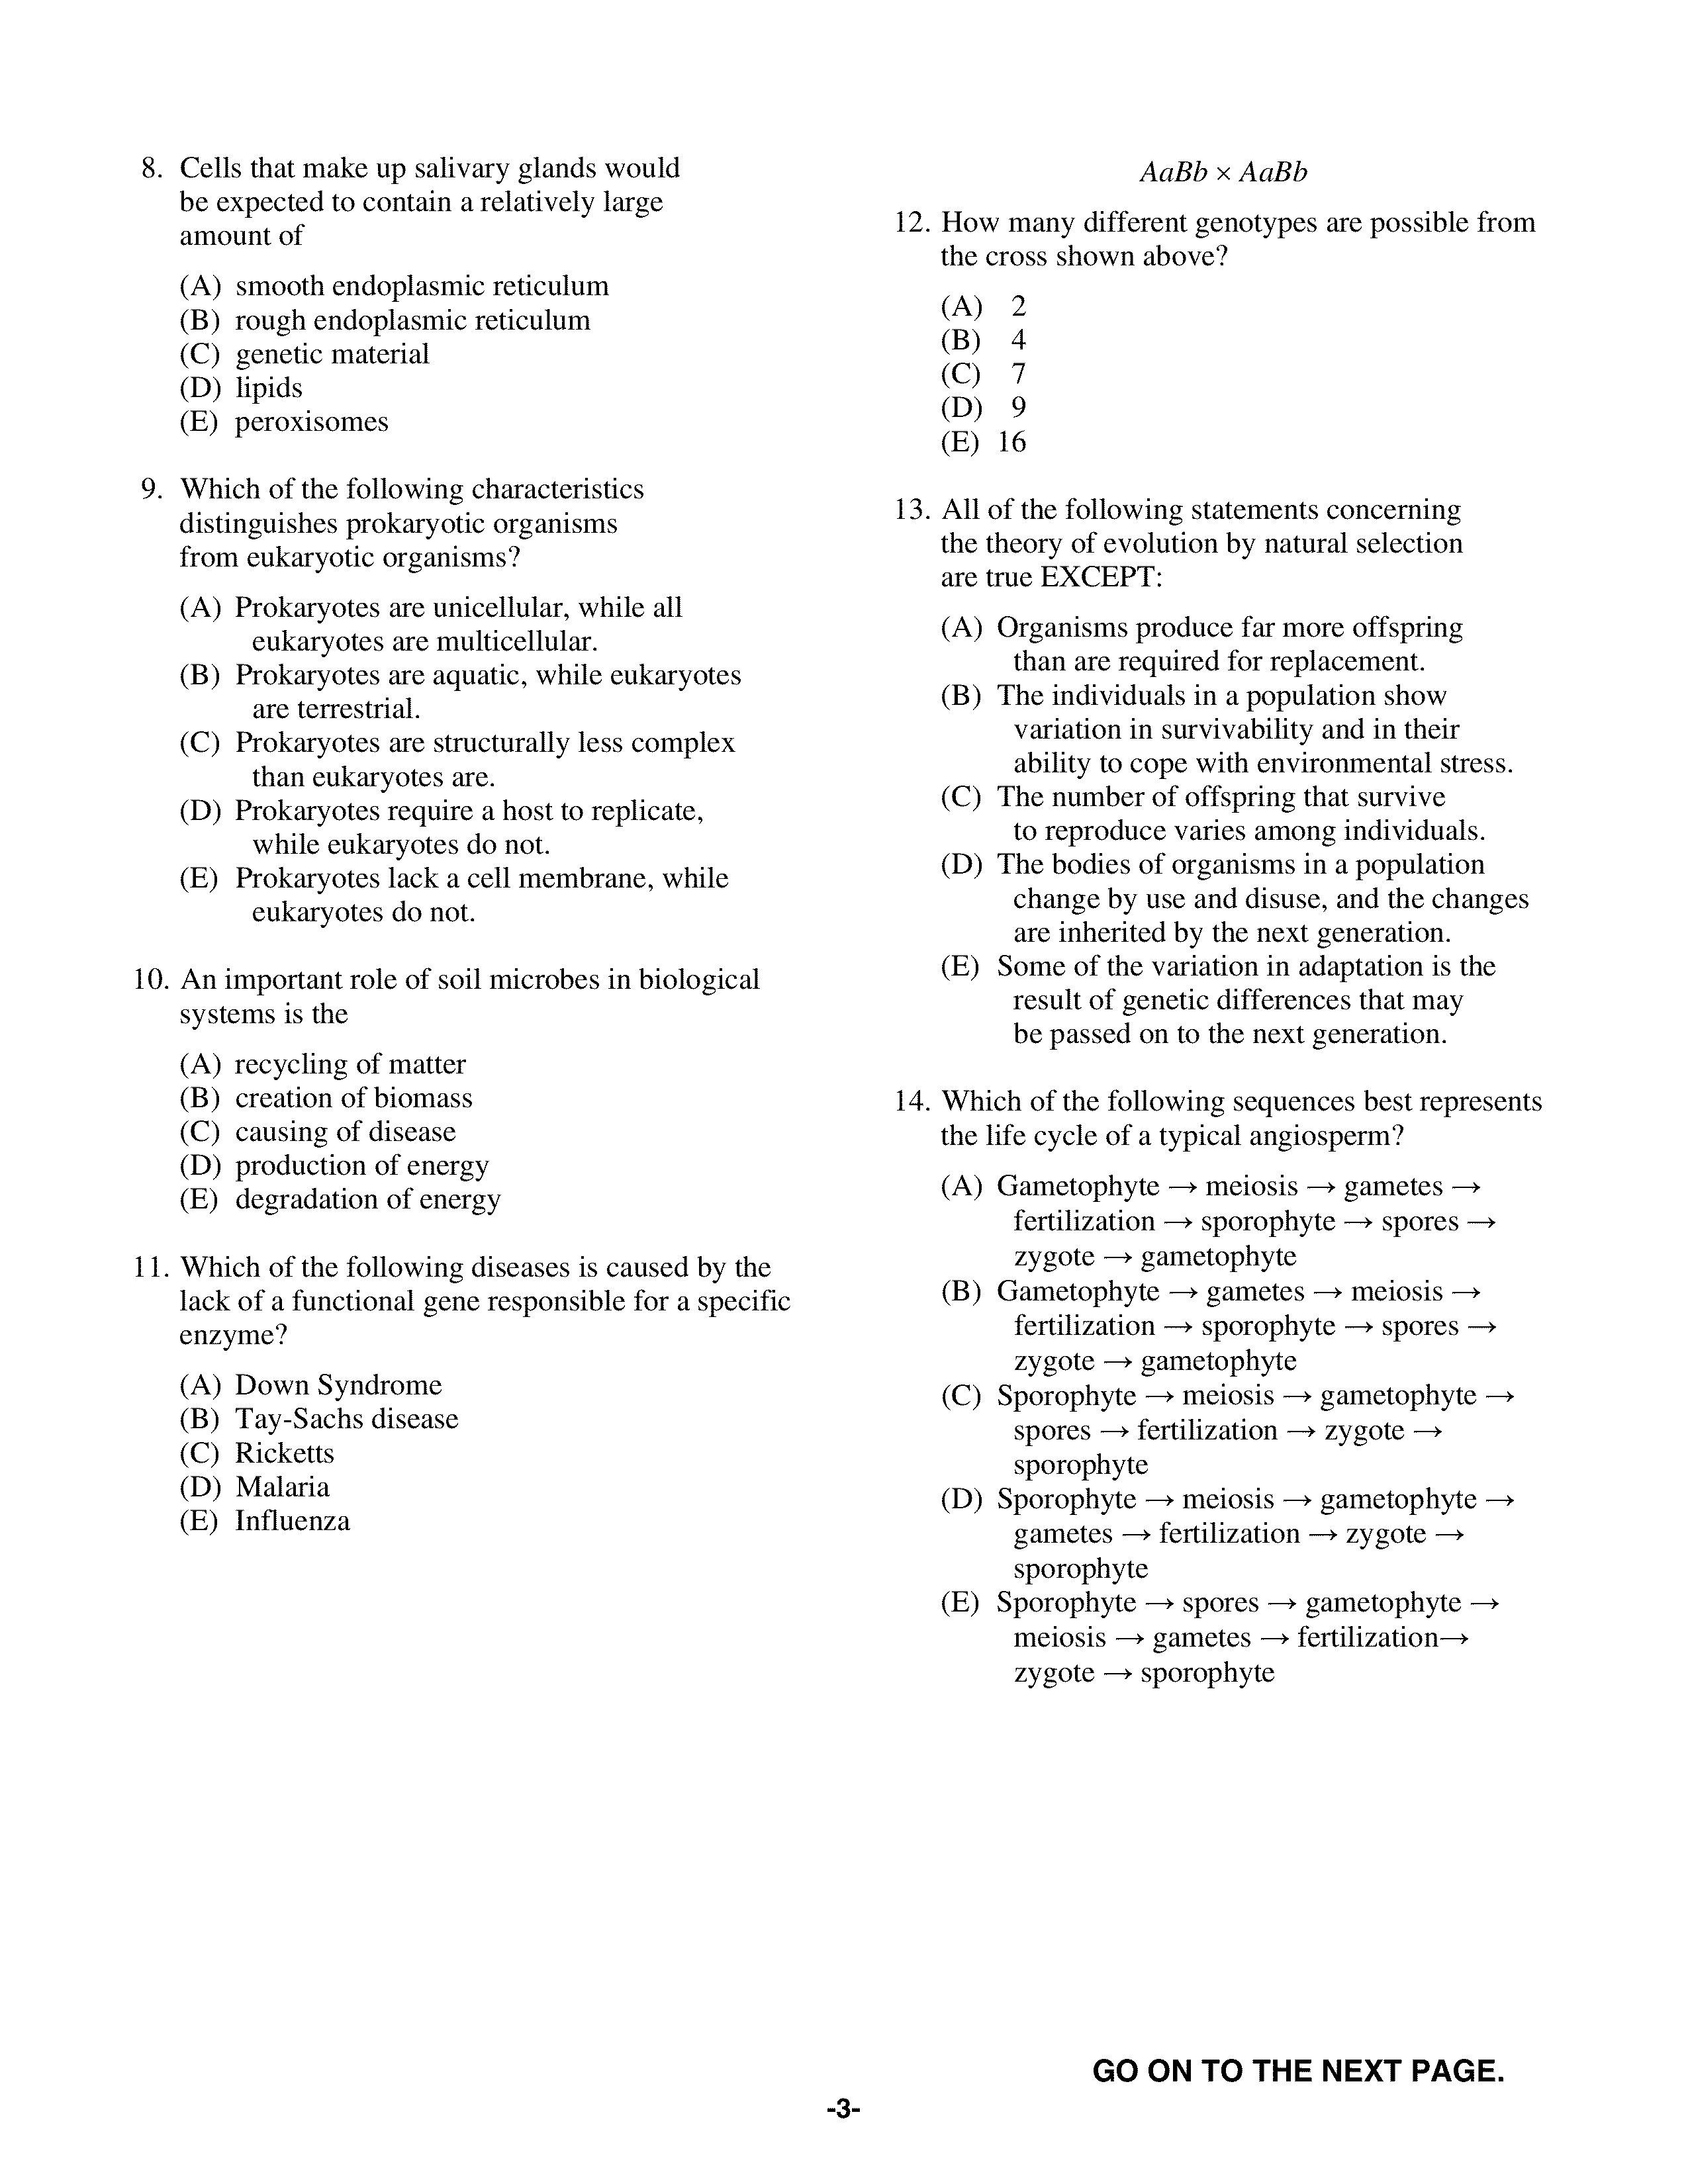 8. Cells that make up salivary glands would
be expected to contain a relatively large
amount of
(A) smooth endoplasmic reticulum
(B) rough endoplasmic reticulum
(C) genetic material
(D) lipids
(E) peroxisomes
9. Which of the following characteristics
distinguishes prokaryotic organisms
from eukaryotic organisms?
(A) Prokaryotes are unicellular, while all
eukaryotes are multicellular.
(B) Prokaryotes are aquatic, while eukaryotes
are terrestrial.
(C) Prokaryotes are structurally less complex
than eukaryotes are.
(D) Prokaryotes require a host to replicate,
while eukaryotes do not.
(E) Prokaryotes lack a cell membrane, while
eukaryotes do not.
10. An important role of soil microbes in biological
systems is the
(A) recycling of matter
(B) creation of biomass
(C) causing of disease
(D) production of energy
(E) degradation of energy
11. Which of the following diseases is caused by the
lack of a functional gene responsible for a specific
enzyme?
(A) Down Syndrome
(B) Tay-Sachs disease
(C) Ricketts
(D) Malaria
(E) Influenza
AaBb × AaBb
12. How many different genotypes are possible from
the cross shown above?
(A) 2
(B) 4
(C) 7
(D) 9
(E) 16
13. All of the following statements concerning
the theory of evolution by natural selection
are true EXCEPT:
(A) Organisms produce far more offspring
than are required for replacement.
(B) The individuals in a population show
variation in survivability and in their
ability to cope with environmental stress.
(C) The number of offspring that survive
to reproduce varies among individuals.
(D) The bodies of organisms in a population
change by use and disuse, and the changes
are inherited by the next generation.
(E) Some of the variation in adaptation is the
result of genetic differences that may
be passed on to the next generation.
14. Which of the following sequences best represents
the life cycle of a typical angiosperm?
(A) Gametophyte → meiosis → gametes →
fertilization → sporophyte → spores →
zygote → gametophyte
(B) Gametophyte → gametes → meiosis →
fertilization → sporophyte → spores →
zygote → gametophyte
(C) Sporophyte → meiosis → gametophyte →
spores → fertilization → zygote →
sporophyte
(D) Sporophyte → meiosis → gametophyte →
gametes → fertilization → zygote →
sporophyte
(E) Sporophyte → spores → gametophyte →
meiosis → gametes → fertilization→
zygote → sporophyte
GO ON TO THE NEXT PAGE.
-3-